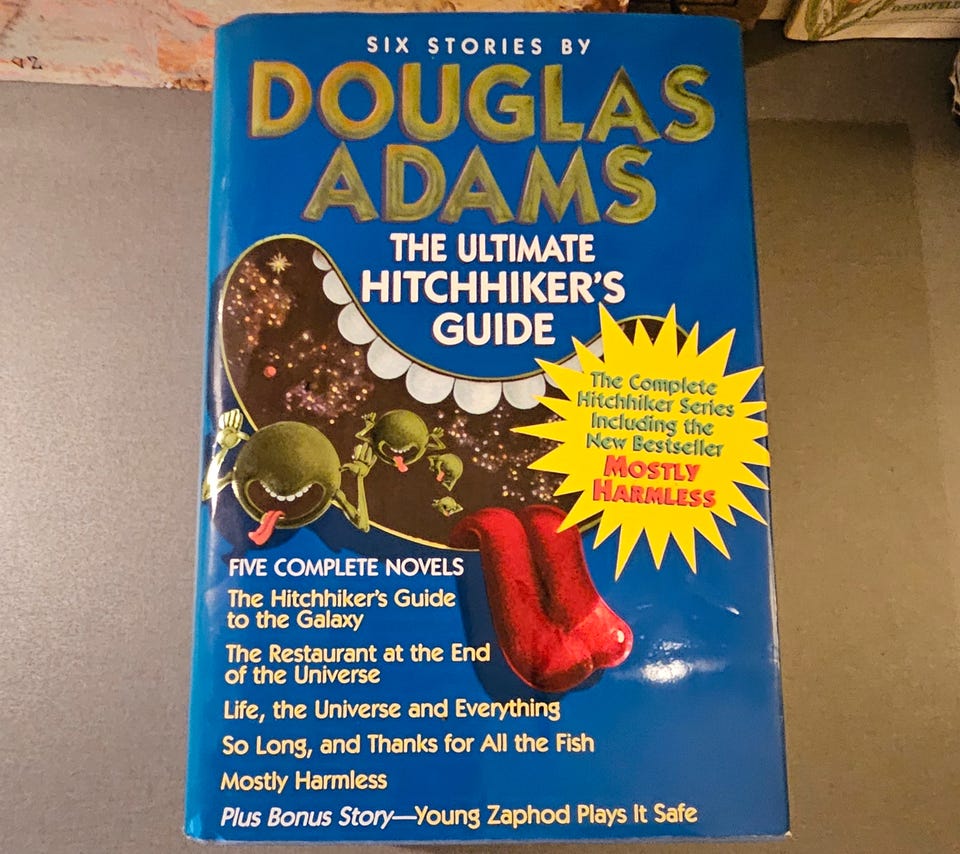 SIX STORIES BY
DOUGLAS
ADAMS
THE ULTIMATE
HITCHHIKER'S
GUIDE
The Complete
Hitchhiker Series
Including the
New Bestseller
MOSTLY
HARMLESS
FIVE COMPLETE NOVELS
The Hitchhiker's Guide
to the Galaxy
The Restaurant at the End
of the Universe
Life, the Universe and Everything
So Long, and Thanks for All the Fish
Mostly Harmless
Plus Bonus Story—Young Zaphod Plays It Safe